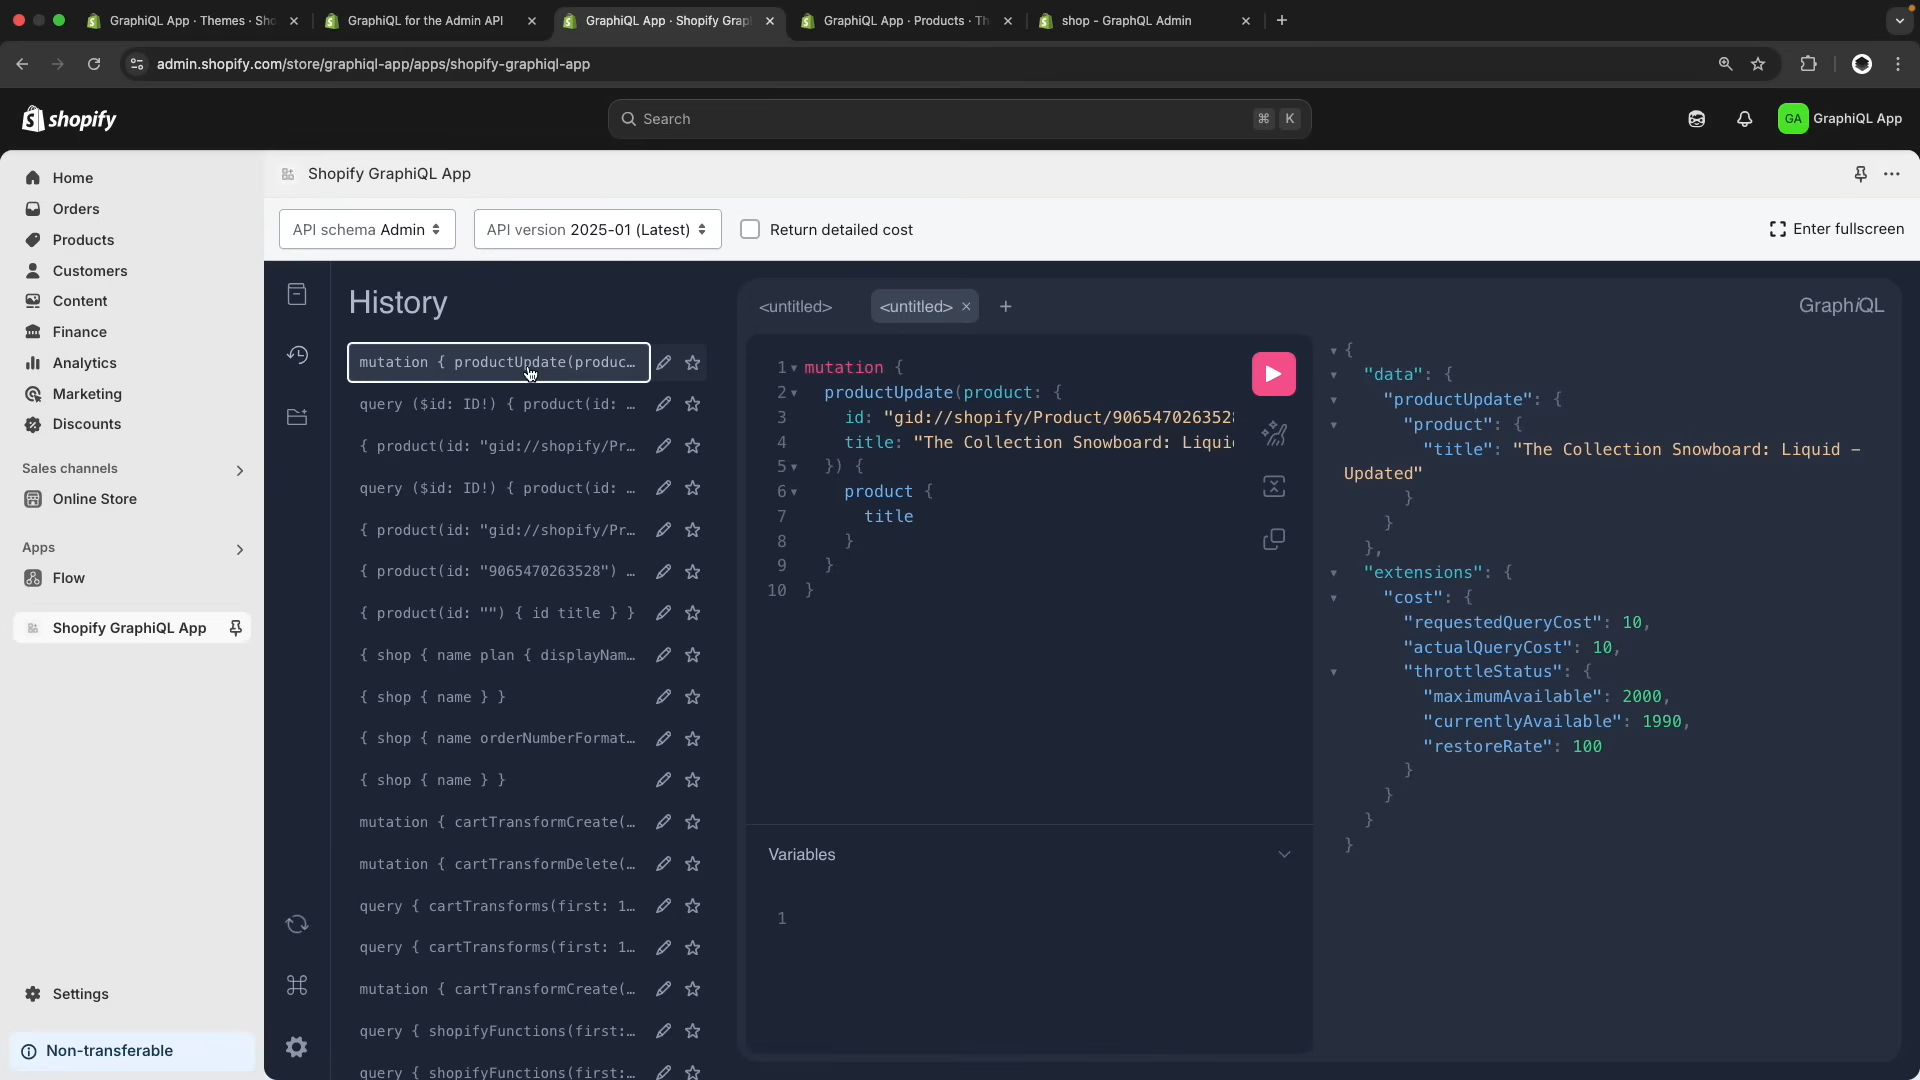 GraphiQL App · Themes · Sho
GraphiQL for the Admin API
GraphiQL App · Shopify Grap
GraphiQL App · Products · Th
shop - GraphQL Admin
admin.shopify.com/store/graphiql-app/apps/shopify-graphiql-app
shopify
Search
⌘ K
GA
GraphiQL App
Home
Orders
Products
Customers
Content
Finance
Analytics
Marketing
Discounts
Sales channels
Online Store
Apps
Flow
Shopify GraphiQL App
Settings
Non-transferable
Shopify GraphiQL App
API schema Admin
API version 2025-01 (Latest)
Return detailed cost
Enter fullscreen
History
mutation { productUpdate(produc…
query ($id: ID!) { product(id: …
{ product(id: "gid://shopify/Pr…
query ($id: ID!) { product(id: …
{ product(id: "gid://shopify/Pr…
{ product(id: "9065470263528") …
{ product(id: "") { id title } }
{ shop { name plan { displayNam…
{ shop { name } }
{ shop { name orderNumberFormat…
{ shop { name } }
mutation { cartTransformCreate(…
mutation { cartTransformDelete(…
query { cartTransforms(first: 1…
query { cartTransforms(first: 1…
mutation { cartTransformCreate(…
query { shopifyFunctions(first:…
query { shopifyFunctions(first:…
<untitled>
<untitled>
GraphiQL
1 mutation {
2 productUpdate(product: {
3 id: "gid://shopify/Product/9065470263528
4 title: "The Collection Snowboard: Liquid
5 }) {
6 product {
7 title
8 }
9 }
10 }
Variables
1
{
"data": {
"productUpdate": {
"product": {
"title": "The Collection Snowboard: Liquid –
Updated"
}
}
},
"extensions": {
"cost": {
"requestedQueryCost": 10,
"actualQueryCost": 10,
"throttleStatus": {
"maximumAvailable": 2000,
"currentlyAvailable": 1990,
"restoreRate": 100
}
}
}
}